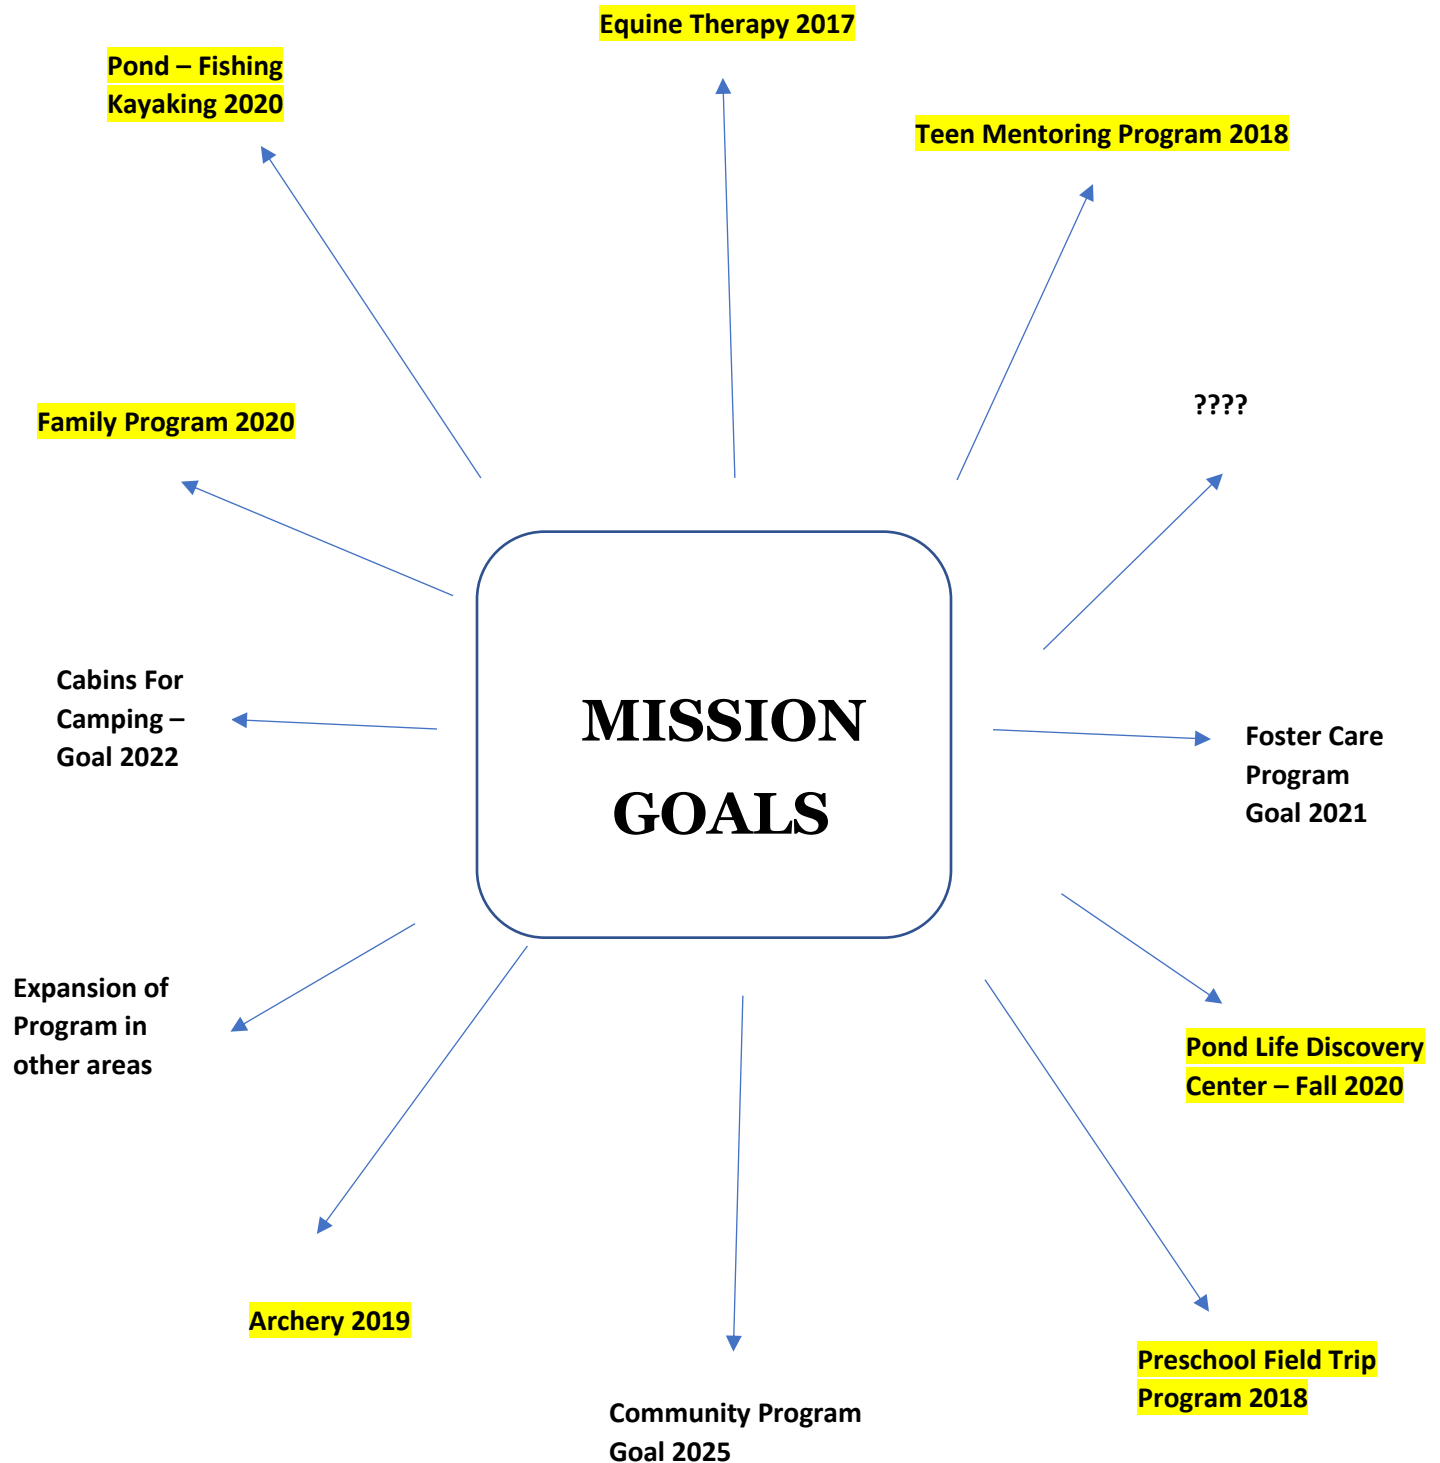 Equine Therapy 2017
Pond – Fishing
Kayaking 2020
Teen Mentoring Program 2018
????
Family Program 2020
Cabins For
Camping –
Goal 2022
MISSION
GOALS
Foster Care
Program
Goal 2021
Expansion of
Program in
other areas
Pond Life Discovery
Center – Fall 2020
Archery 2019
Preschool Field Trip
Program 2018
Community Program
Goal 2025